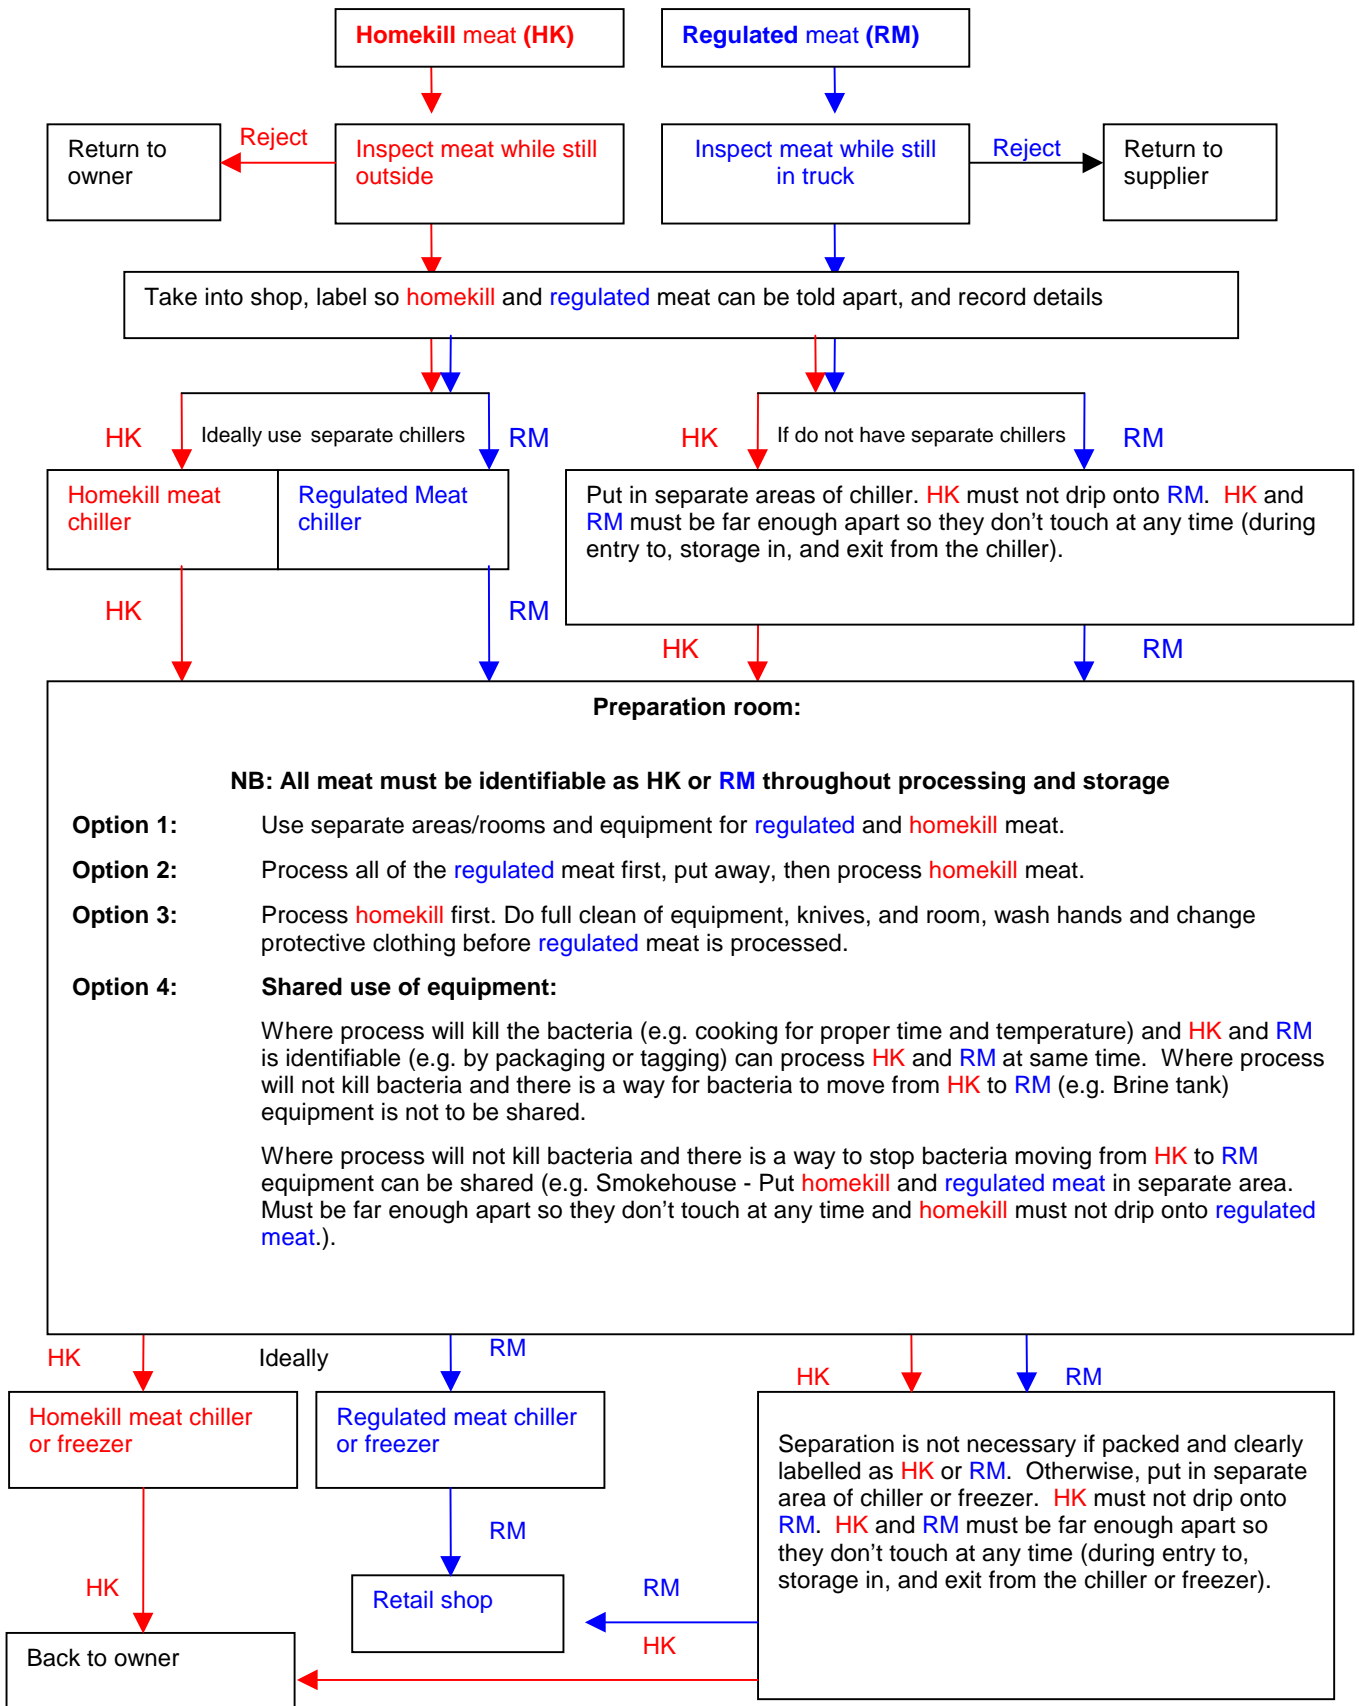 Homekill meat (HK)
Regulated meat (RM)
Return to
owner
Reject
Inspect meat while still
outside
Inspect meat while still
in truck
Reject
Return to
supplier
Take into shop, label so homekill and regulated meat can be told apart, and record details
HK
Ideally use separate chillers
RM
HK
If do not have separate chillers
RM
Homekill meat
chiller
Regulated Meat
chiller
Put in separate areas of chiller. HK must not drip onto RM. HK and
RM must be far enough apart so they don't touch at any time (during
entry to, storage in, and exit from the chiller).
HK
RM
HK
RM
Preparation room:
NB: All meat must be identifiable as HK or RM throughout processing and storage
Option 1: Use separate areas/rooms and equipment for regulated and homekill meat.
Option 2: Process all of the regulated meat first, put away, then process homekill meat.
Option 3: Process homekill first. Do full clean of equipment, knives, and room, wash hands and change
protective clothing before regulated meat is processed.
Option 4: Shared use of equipment:
Where process will kill the bacteria (e.g. cooking for proper time and temperature) and HK and RM
is identifiable (e.g. by packaging or tagging) can process HK and RM at same time. Where process
will not kill bacteria and there is a way for bacteria to move from HK to RM (e.g. Brine tank)
equipment is not to be shared.
Where process will not kill bacteria and there is a way to stop bacteria moving from HK to RM
equipment can be shared (e.g. Smokehouse - Put homekill and regulated meat in separate area.
Must be far enough apart so they don't touch at any time and homekill must not drip onto regulated
meat.).
HK
Ideally
RM
HK
RM
Homekill meat chiller
or freezer
Regulated meat chiller
or freezer
Separation is not necessary if packed and clearly
labelled as HK or RM. Otherwise, put in separate
area of chiller or freezer. HK must not drip onto
RM. HK and RM must be far enough apart so
they don't touch at any time (during entry to,
storage in, and exit from the chiller or freezer).
RM
HK
Retail shop
RM
HK
Back to owner